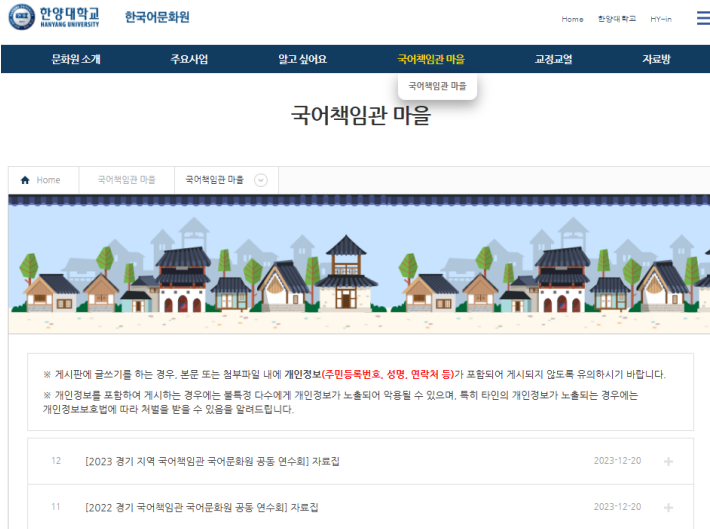 한양대학교 한국어문화원
HANYANG UNIVERSITY
Home 한양대학교 HY-in
문화원 소개 주요사업 알고 싶어요 국어책임관 마을 교정교열 자료방
국어책임관 마을
국어책임관 마을
Home 국어책임관 마을 국어책임관 마을
※ 게시판에 글쓰기를 하는 경우, 본문 또는 첨부파일 내에 개인정보(주민등록번호, 성명, 연락처 등)가 포함되어 게시되지 않도록 유의하시기 바랍니다.
※ 개인정보를 포함하여 게시하는 경우에는 불특정 다수에게 개인정보가 노출되어 악용될 수 있으며, 특히 타인의 개인정보가 노출되는 경우에는
개인정보보호법에 따라 처벌을 받을 수 있음을 알려드립니다.
12 [2023 경기 지역 국어책임관 국어문화원 공동 연수회] 자료집 2023-12-20
11 [2022 경기 국어책임관 국어문화원 공동 연수회] 자료집 2023-12-20